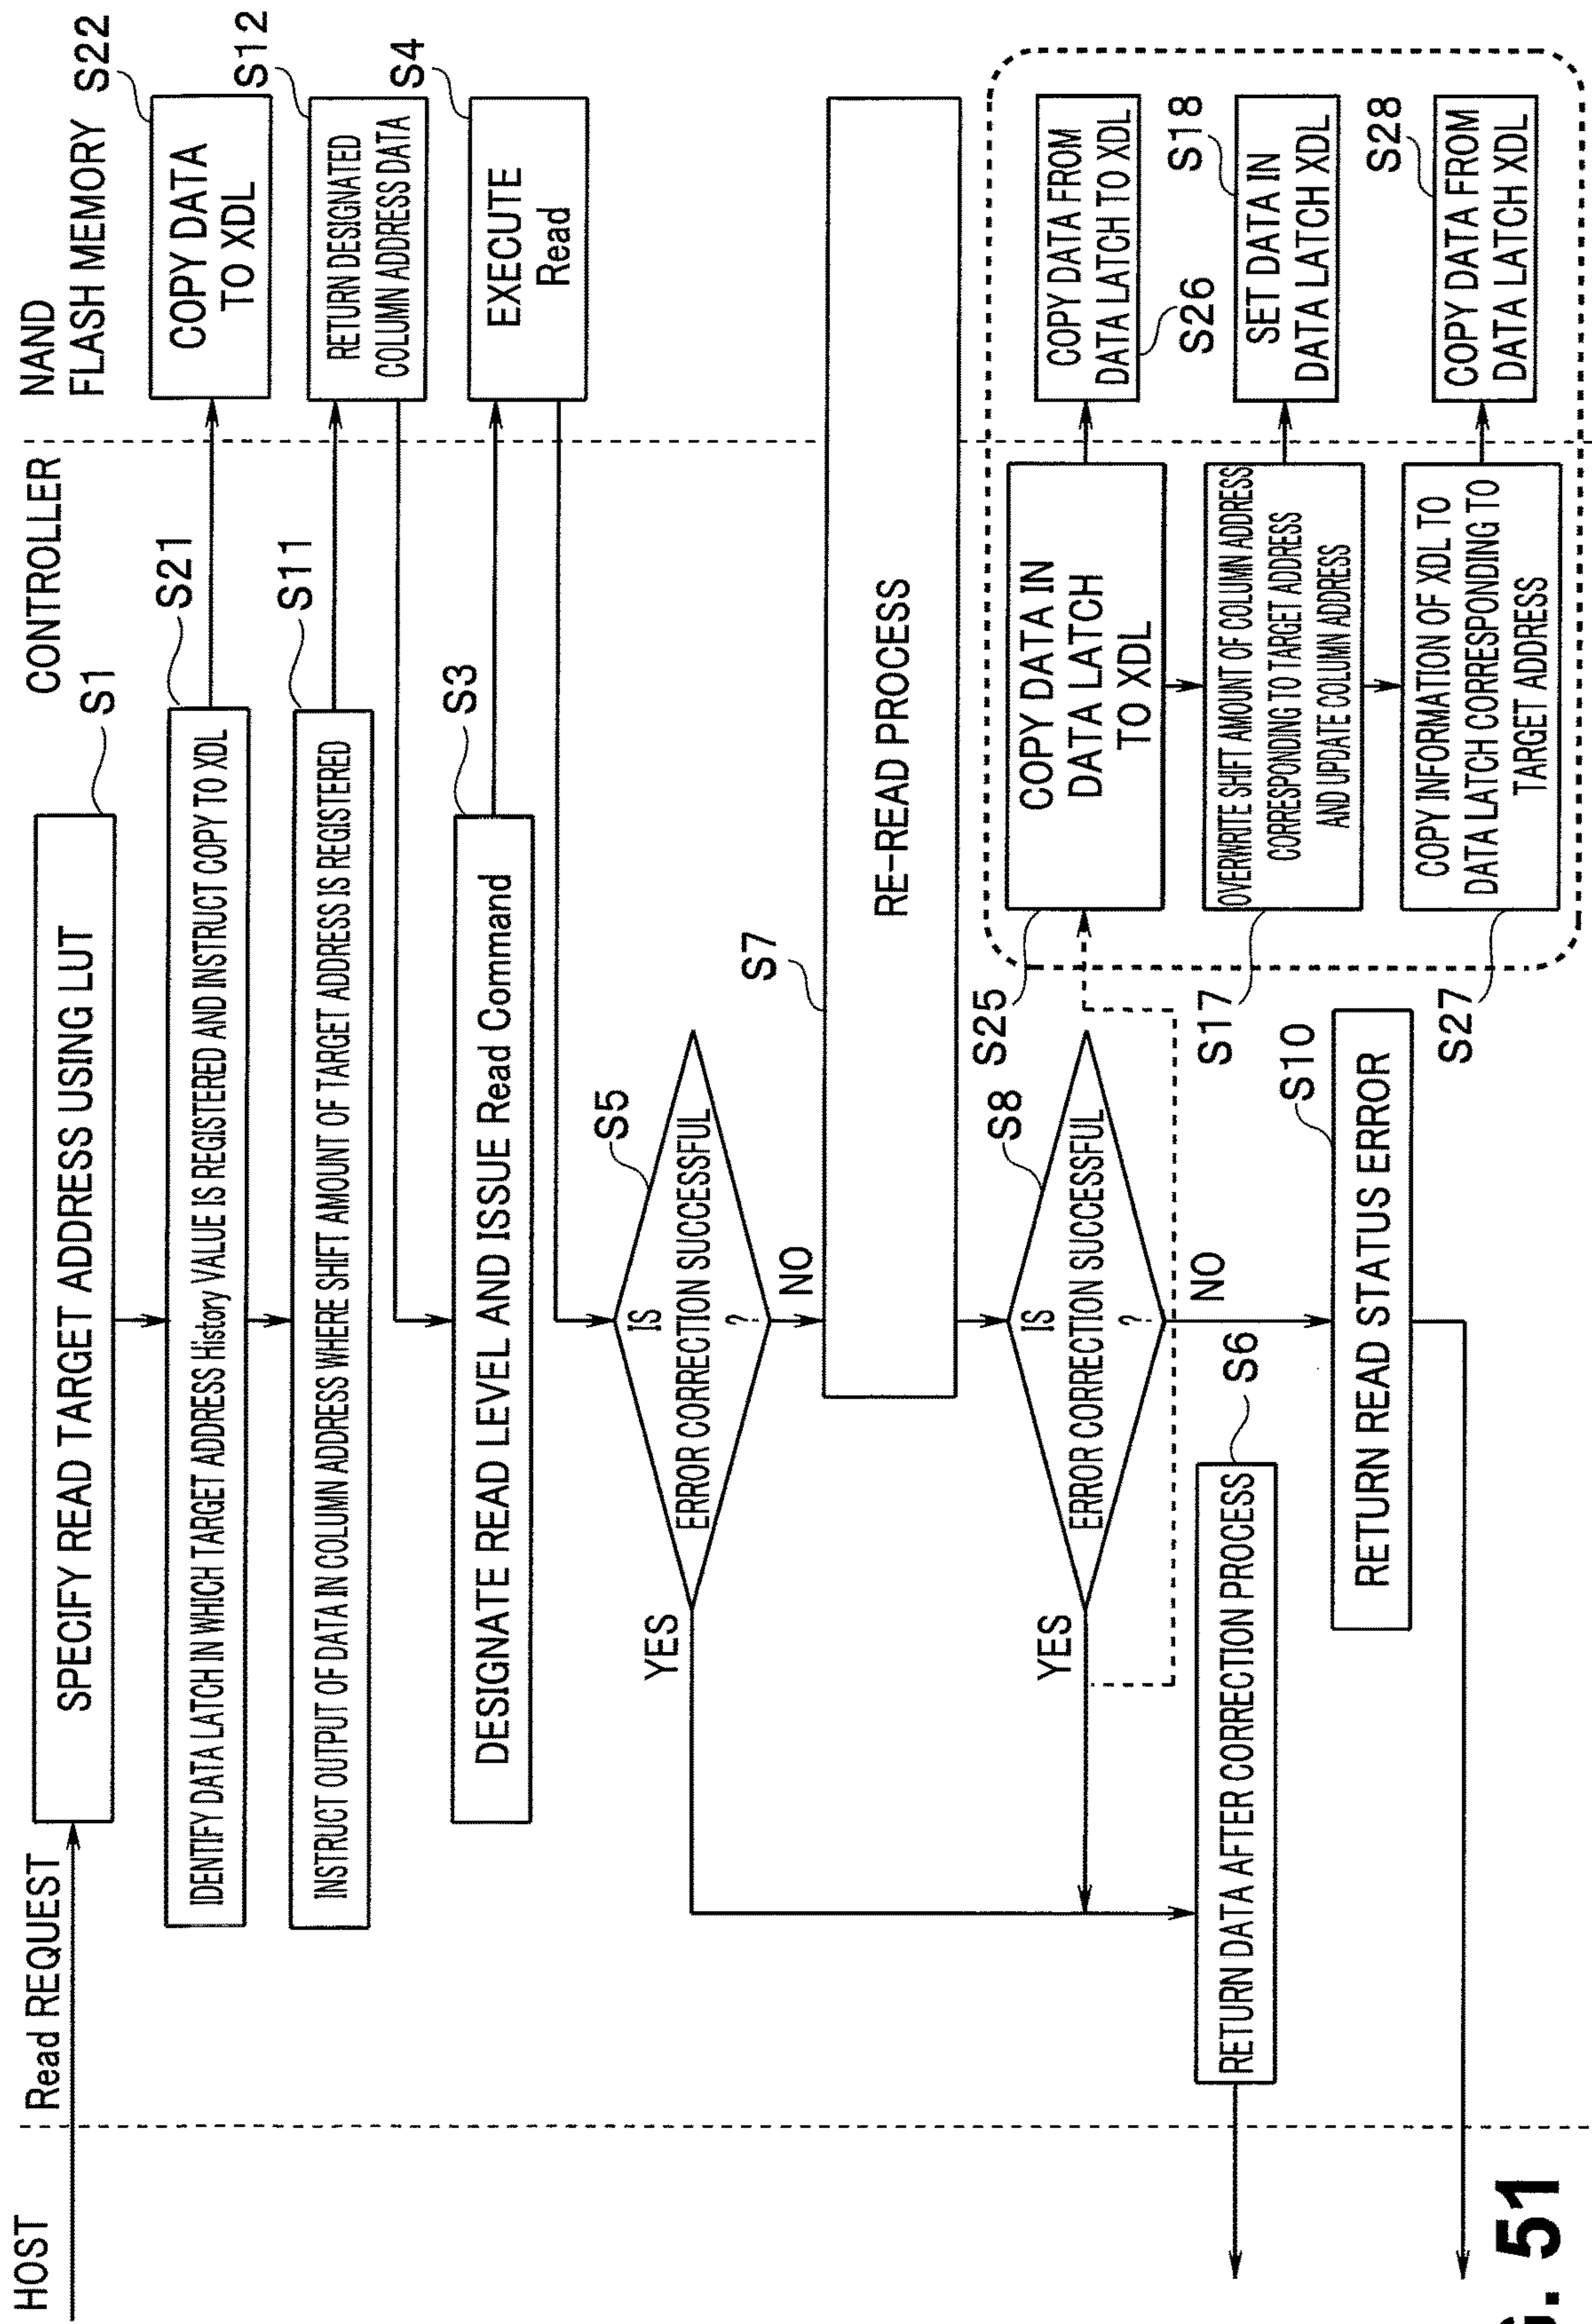 HOST
Read REQUEST
CONTROLLER
NAND
FLASH MEMORY
SPECIFY READ TARGET ADDRESS USING LUT
S1
IDENTIFY DATA LATCH IN WHICH TARGET ADDRESS History VALUE IS REGISTERED AND INSTRUCT COPY TO XDL
S21
COPY DATA
TO XDL
S22
INSTRUCT OUTPUT OF DATA IN COLUMN ADDRESS WHERE SHIFT AMOUNT OF TARGET ADDRESS IS REGISTERED
S11
RETURN DESIGNATED
COLUMN ADDRESS DATA
S12
DESIGNATE READ LEVEL AND ISSUE Read Command
S3
EXECUTE
Read
S4
IS
ERROR CORRECTION SUCCESSFUL
?
S5
YES
NO
RE-READ PROCESS
S7
IS
ERROR CORRECTION SUCCESSFUL
?
S8
YES
NO
COPY DATA IN
DATA LATCH
TO XDL
S25
COPY DATA FROM
DATA LATCH TO XDL
S26
OVERWRITE SHIFT AMOUNT OF COLUMN ADDRESS
CORRESPONDING TO TARGET ADDRESS
AND UPDATE COLUMN ADDRESS
S17
SET DATA IN
DATA LATCH XDL
S18
COPY INFORMATION OF XDL TO
DATA LATCH CORRESPONDING TO
TARGET ADDRESS
S27
COPY DATA FROM
DATA LATCH XDL
S28
RETURN DATA AFTER CORRECTION PROCESS
S6
RETURN READ STATUS ERROR
S10
G. 51